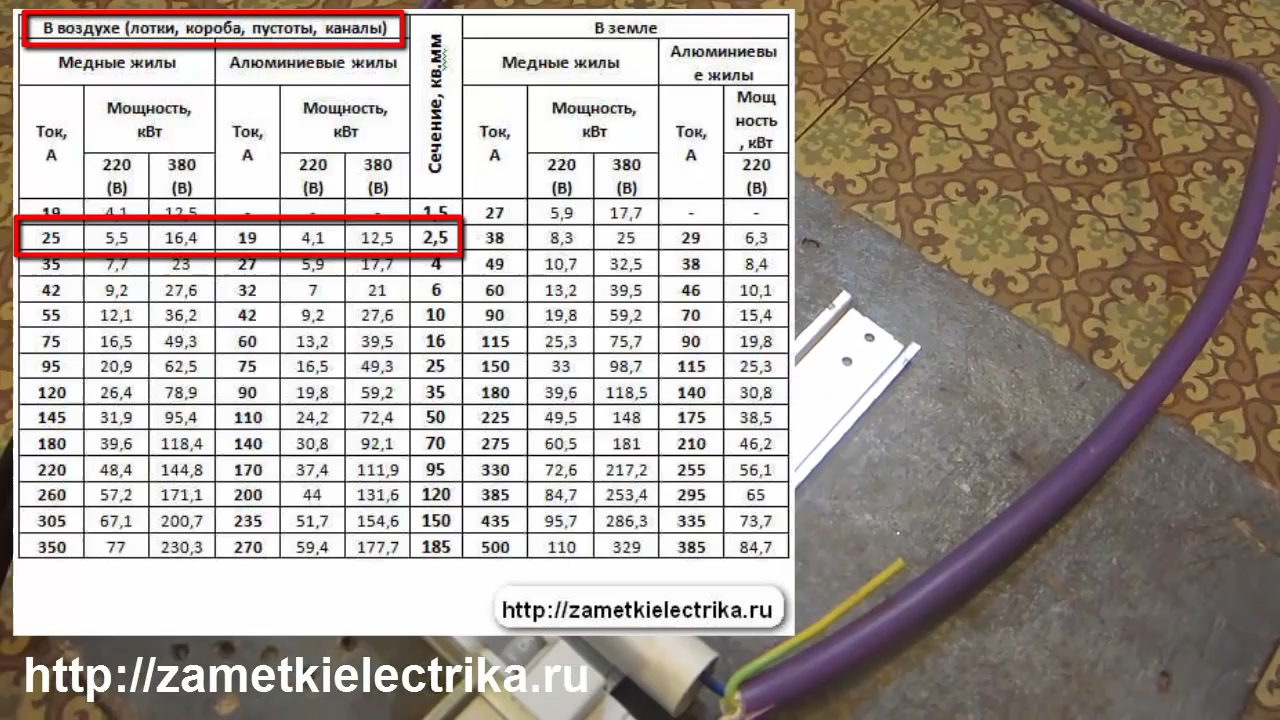 В воздухе (лотки, короба, пустоты, каналы) Сечение, кв.мм В земле
Медные жилы Алюминиевые жилы Медные жилы Алюминиевы
е жилы
Ток, Мощность, Ток, Мощность, Ток, Мощность, Ток, Мощ
А кВт А кВт А кВт А ность
, кВт
220 380 220 380 220 380 220
(В) (В) (В) (В) (В) (В) (В)
19 4,1 12,5 - - - 1,5 27 5,9 17,7 - -
25 5,5 16,4 19 4,1 12,5 2,5 38 8,3 25 29 6,3
35 7,7 23 27 5,9 17,7 4 49 10,7 32,5 38 8,4
42 9,2 27,6 32 7 21 6 60 13,2 39,5 46 10,1
55 12,1 36,2 42 9,2 27,6 10 90 19,8 59,2 70 15,4
75 16,5 49,3 60 13,2 39,5 16 115 25,3 75,7 90 19,8
95 20,9 62,5 75 16,5 49,3 25 150 33 98,7 115 25,3
120 26,4 78,9 90 19,8 59,2 35 180 39,6 118,5 140 30,8
145 31,9 95,4 110 24,2 72,4 50 225 49,5 148 175 38,5
180 39,6 118,4 140 30,8 92,1 70 275 60,5 181 210 46,2
220 48,4 144,8 170 37,4 111,9 95 330 72,6 217,2 255 56,1
260 57,2 171,1 200 44 131,6 120 385 84,7 253,4 295 65
305 67,1 200,7 235 51,7 154,6 150 435 95,7 286,3 335 73,7
350 77 230,3 270 59,4 177,7 185 500 110 329 385 84,7
http://zametkielectrika.ru
http://zametkielectrika.ru